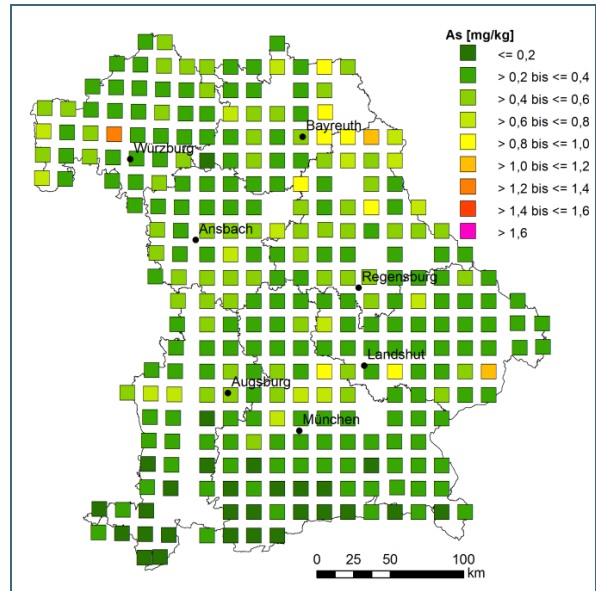 As [mg/kg]
<= 0,2
> 0,2 bis <= 0,4
> 0,4 bis <= 0,6
> 0,6 bis <= 0,8
> 0,8 bis <= 1,0
> 1,0 bis <= 1,2
> 1,2 bis <= 1,4
> 1,4 bis <= 1,6
> 1,6
Bayreuth
Würzburg
Ansbach
Regensburg
Landshut
Augsburg
München
0 25 50 100
km